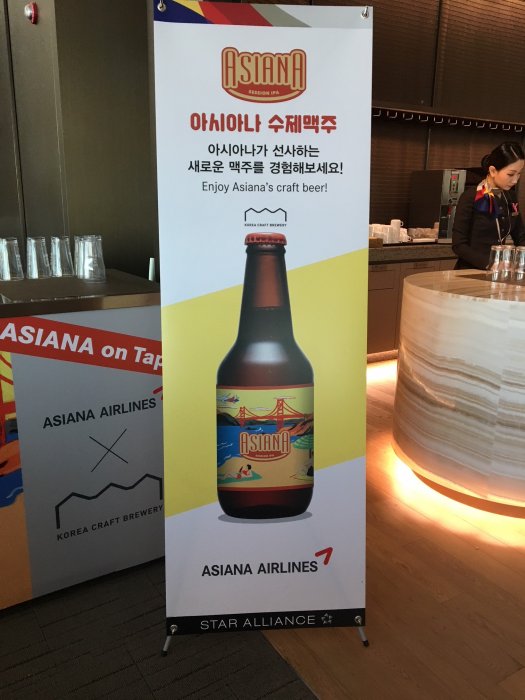 ASIANA
SESSION IPA
아시아나 수제맥주
아시아나가 선사하는
새로운 맥주를 경험해보세요!
Enjoy Asiana's craft beer!
KOREA CRAFT BREWERY
ASIANA
SESSION IPA
ASIANA AIRLINES
STAR ALLIANCE
ASIANA on Tap
ASIANA AIRLINES
KOREA CRAFT BREWERY